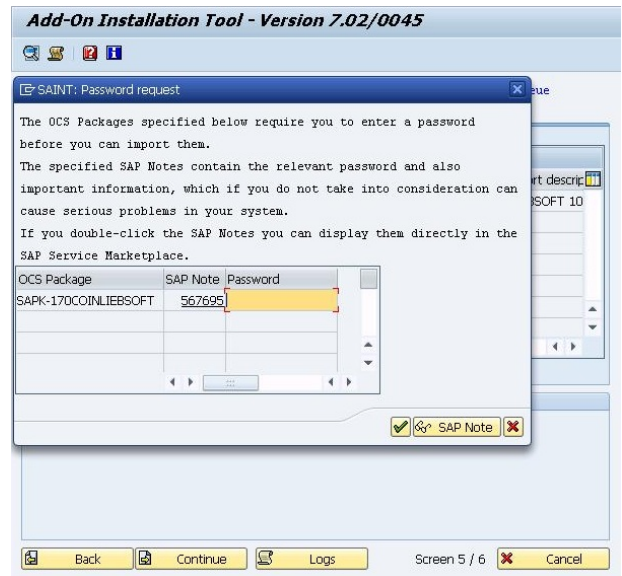 Add-On Installation Tool - Version 7.02/0045
SAINT: Password request
eue
The OCS Packages specified below require you to enter a password
before you can import them.
The specified SAP Notes contain the relevant password and also
important information, which if you do not take into consideration can
cause serious problems in your system.
If you double-click the SAP Notes you can display them directly in the
SAP Service Marketplace.
rt descrip
BSOFT 10
OCS Package SAP Note Password
SAPK-170COINLIEBSOFT 567695
SAP Note
Back Continue Logs Screen 5 / 6 Cancel